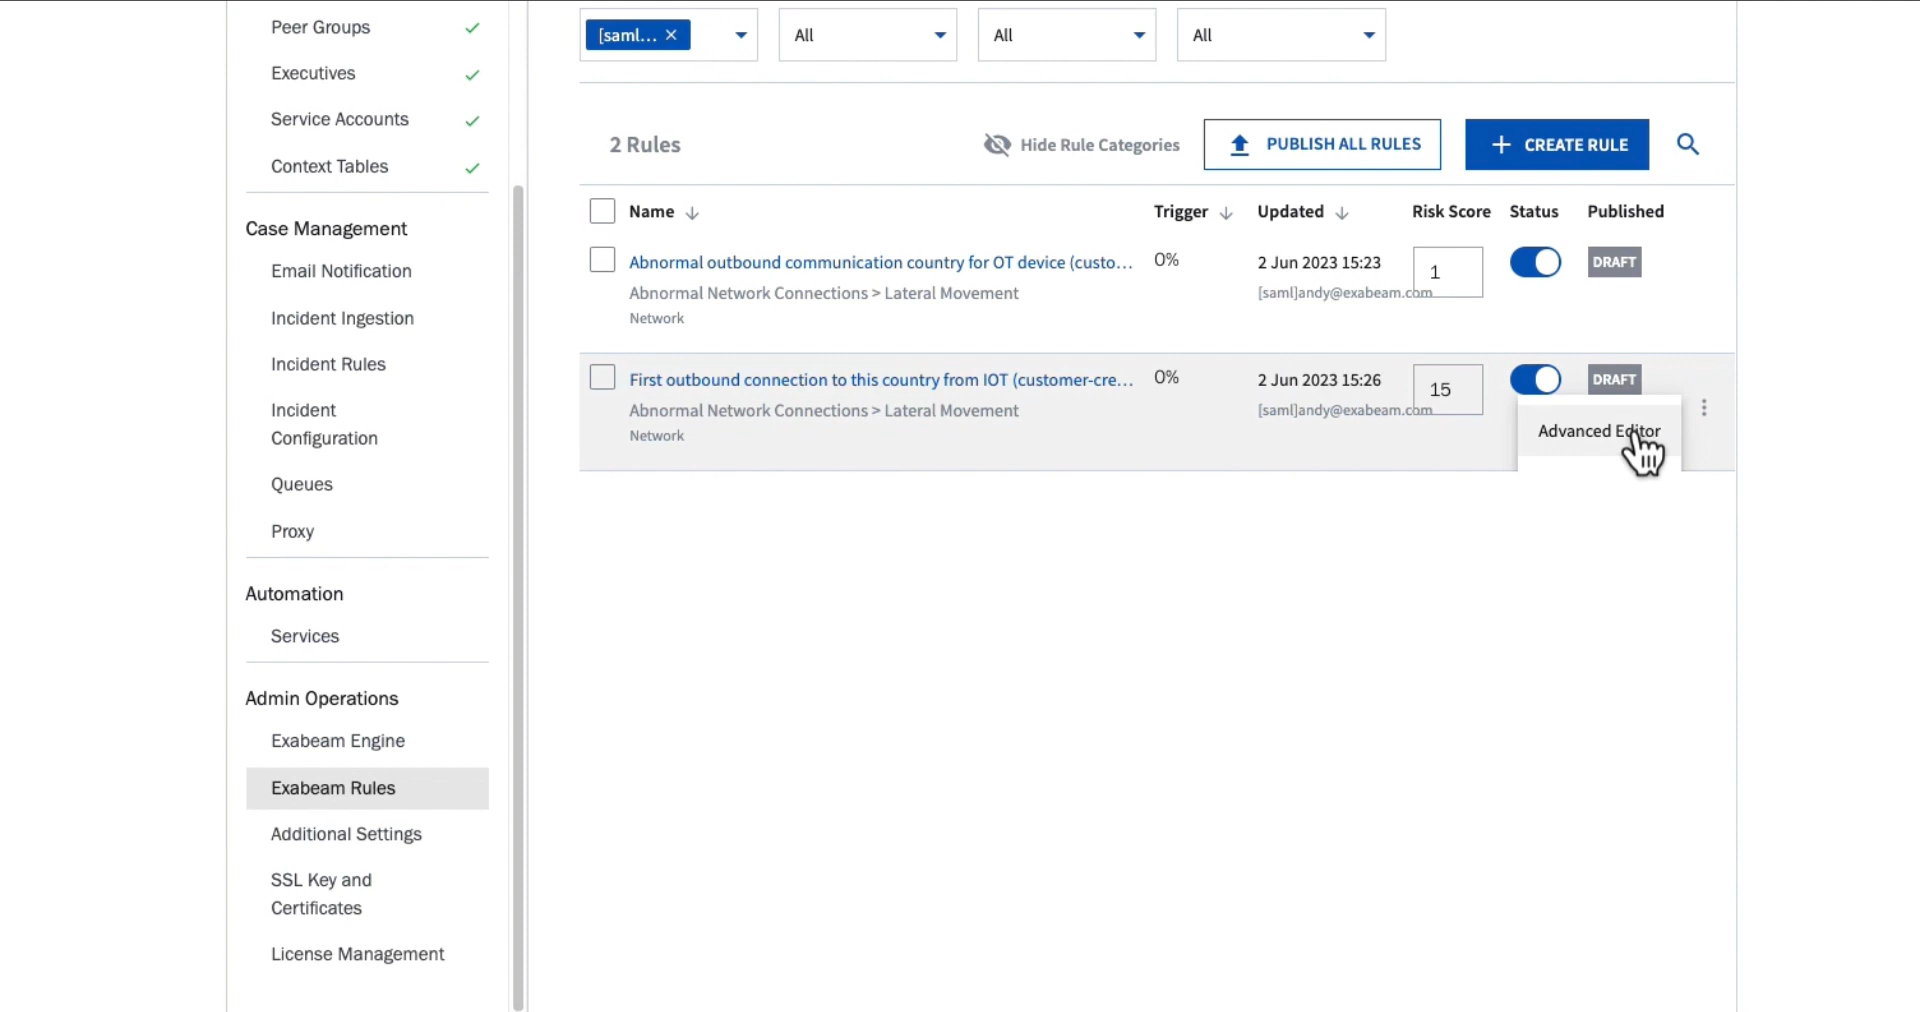 Peer Groups
Executives
Service Accounts
Context Tables
Case Management
Email Notification
Incident Ingestion
Incident Rules
Incident
Configuration
Queues
Proxy
Automation
Services
Admin Operations
Exabeam Engine
Exabeam Rules
Additional Settings
SSL Key and
Certificates
License Management
[saml... All All All
2 Rules Hide Rule Categories PUBLISH ALL RULES CREATE RULE
Name Trigger Updated Risk Score Status Published
Abnormal outbound communication country for OT device (custo... 0% 2 Jun 2023 15:23 1 DRAFT
Abnormal Network Connections > Lateral Movement [saml]andy@exabeam.com
Network
First outbound connection to this country from IOT (customer-cre... 0% 2 Jun 2023 15:26 15 DRAFT
Abnormal Network Connections > Lateral Movement [saml]andy@exabeam.com
Network
Advanced Editor